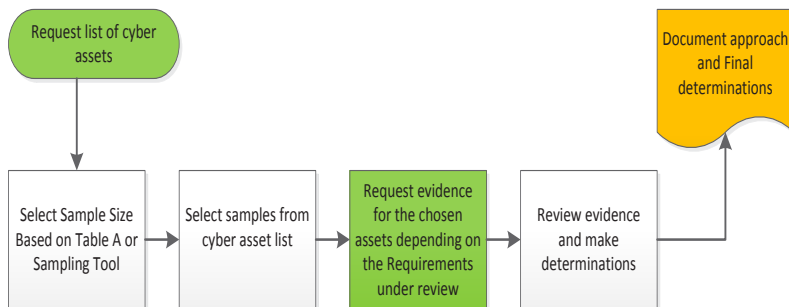 Request list of cyber
assets
Document approach
and Final
determinations
Select Sample Size
Based on Table A or
Sampling Tool
Select samples from
cyber asset list
Request evidence
for the chosen
assets depending on
the Requirements
under review
Review evidence
and make
determinations